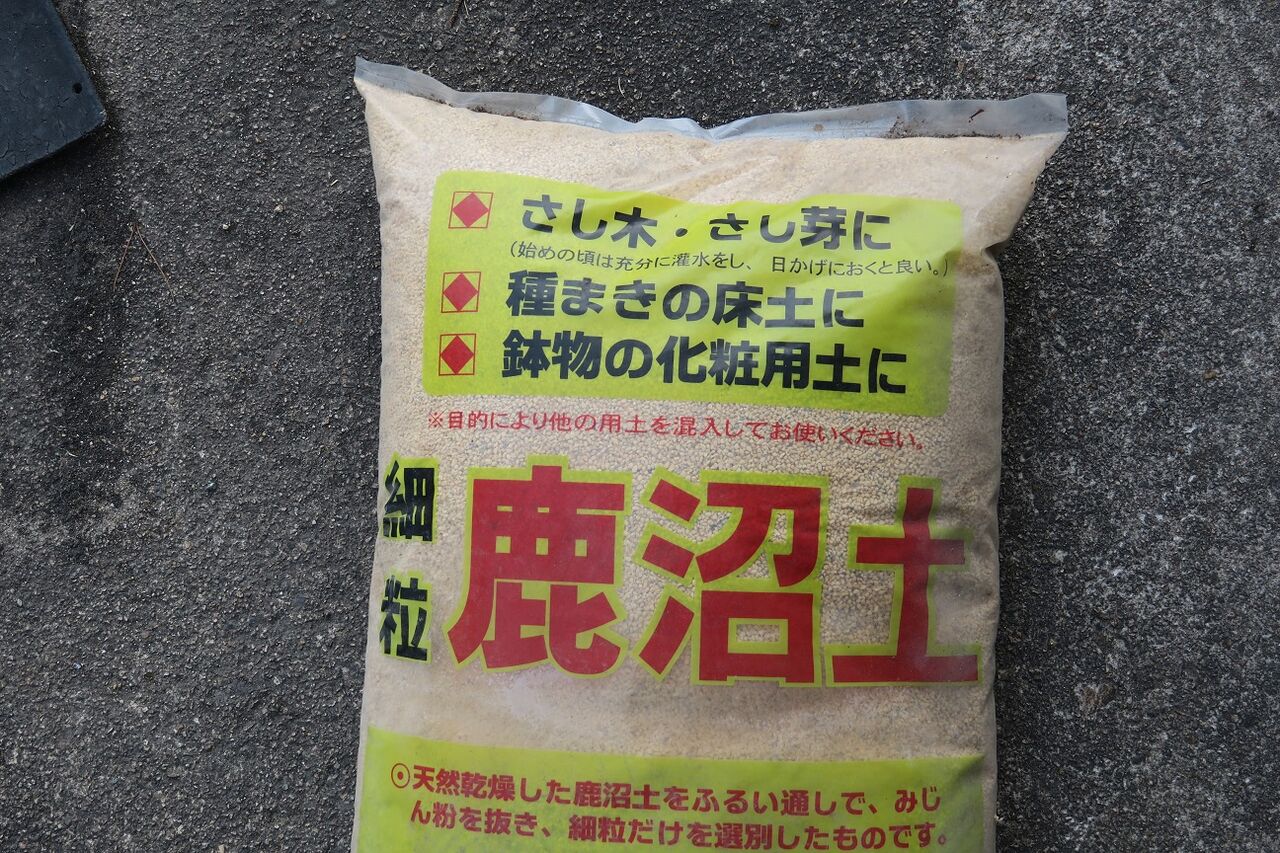 さし木・さし芽に
(始めの頃は充分に灌水をし、日かげにおくと良い。)
種まきの床土に
鉢物の化粧用土に
※目的により他の用土を混入してお使いください。
細粒
鹿沼土
⊙天然乾燥した鹿沼土をふるい通しで、みじ
ん粉を抜き、細粒だけを選別したものです。